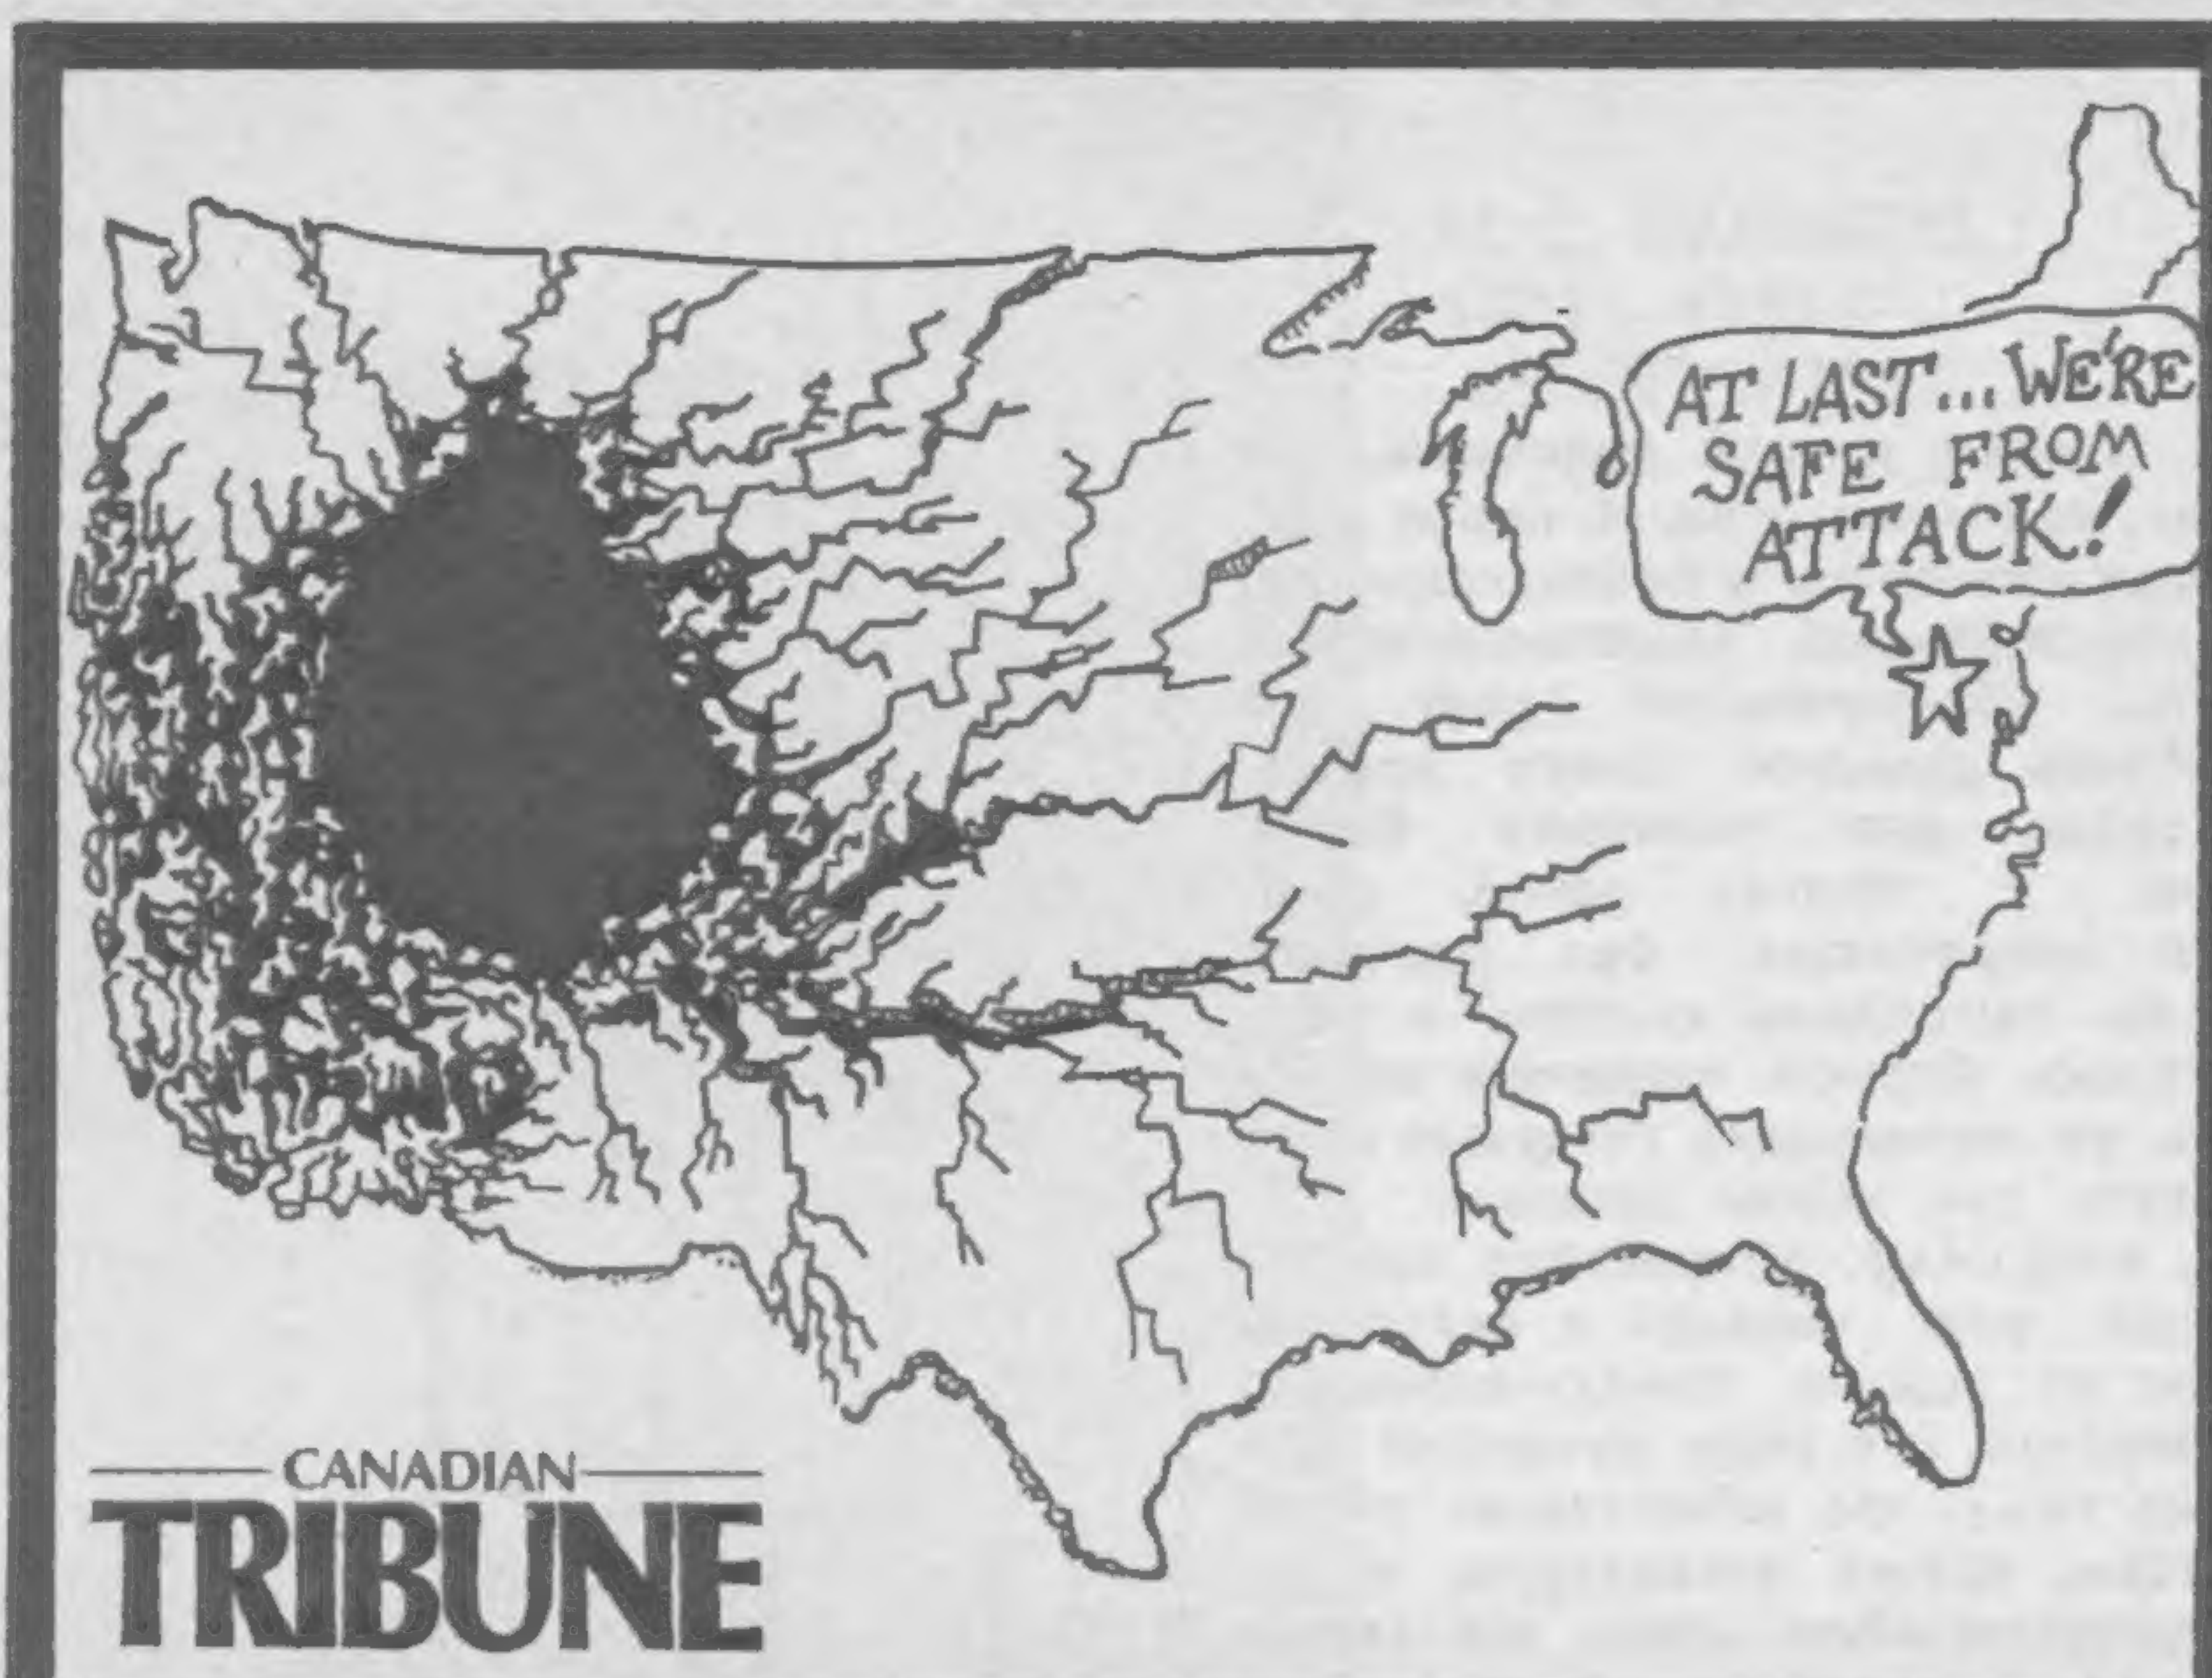 AT LAST... WE'RE
SAFE FROM
ATTACK!
CANADIAN
TRIBUNE